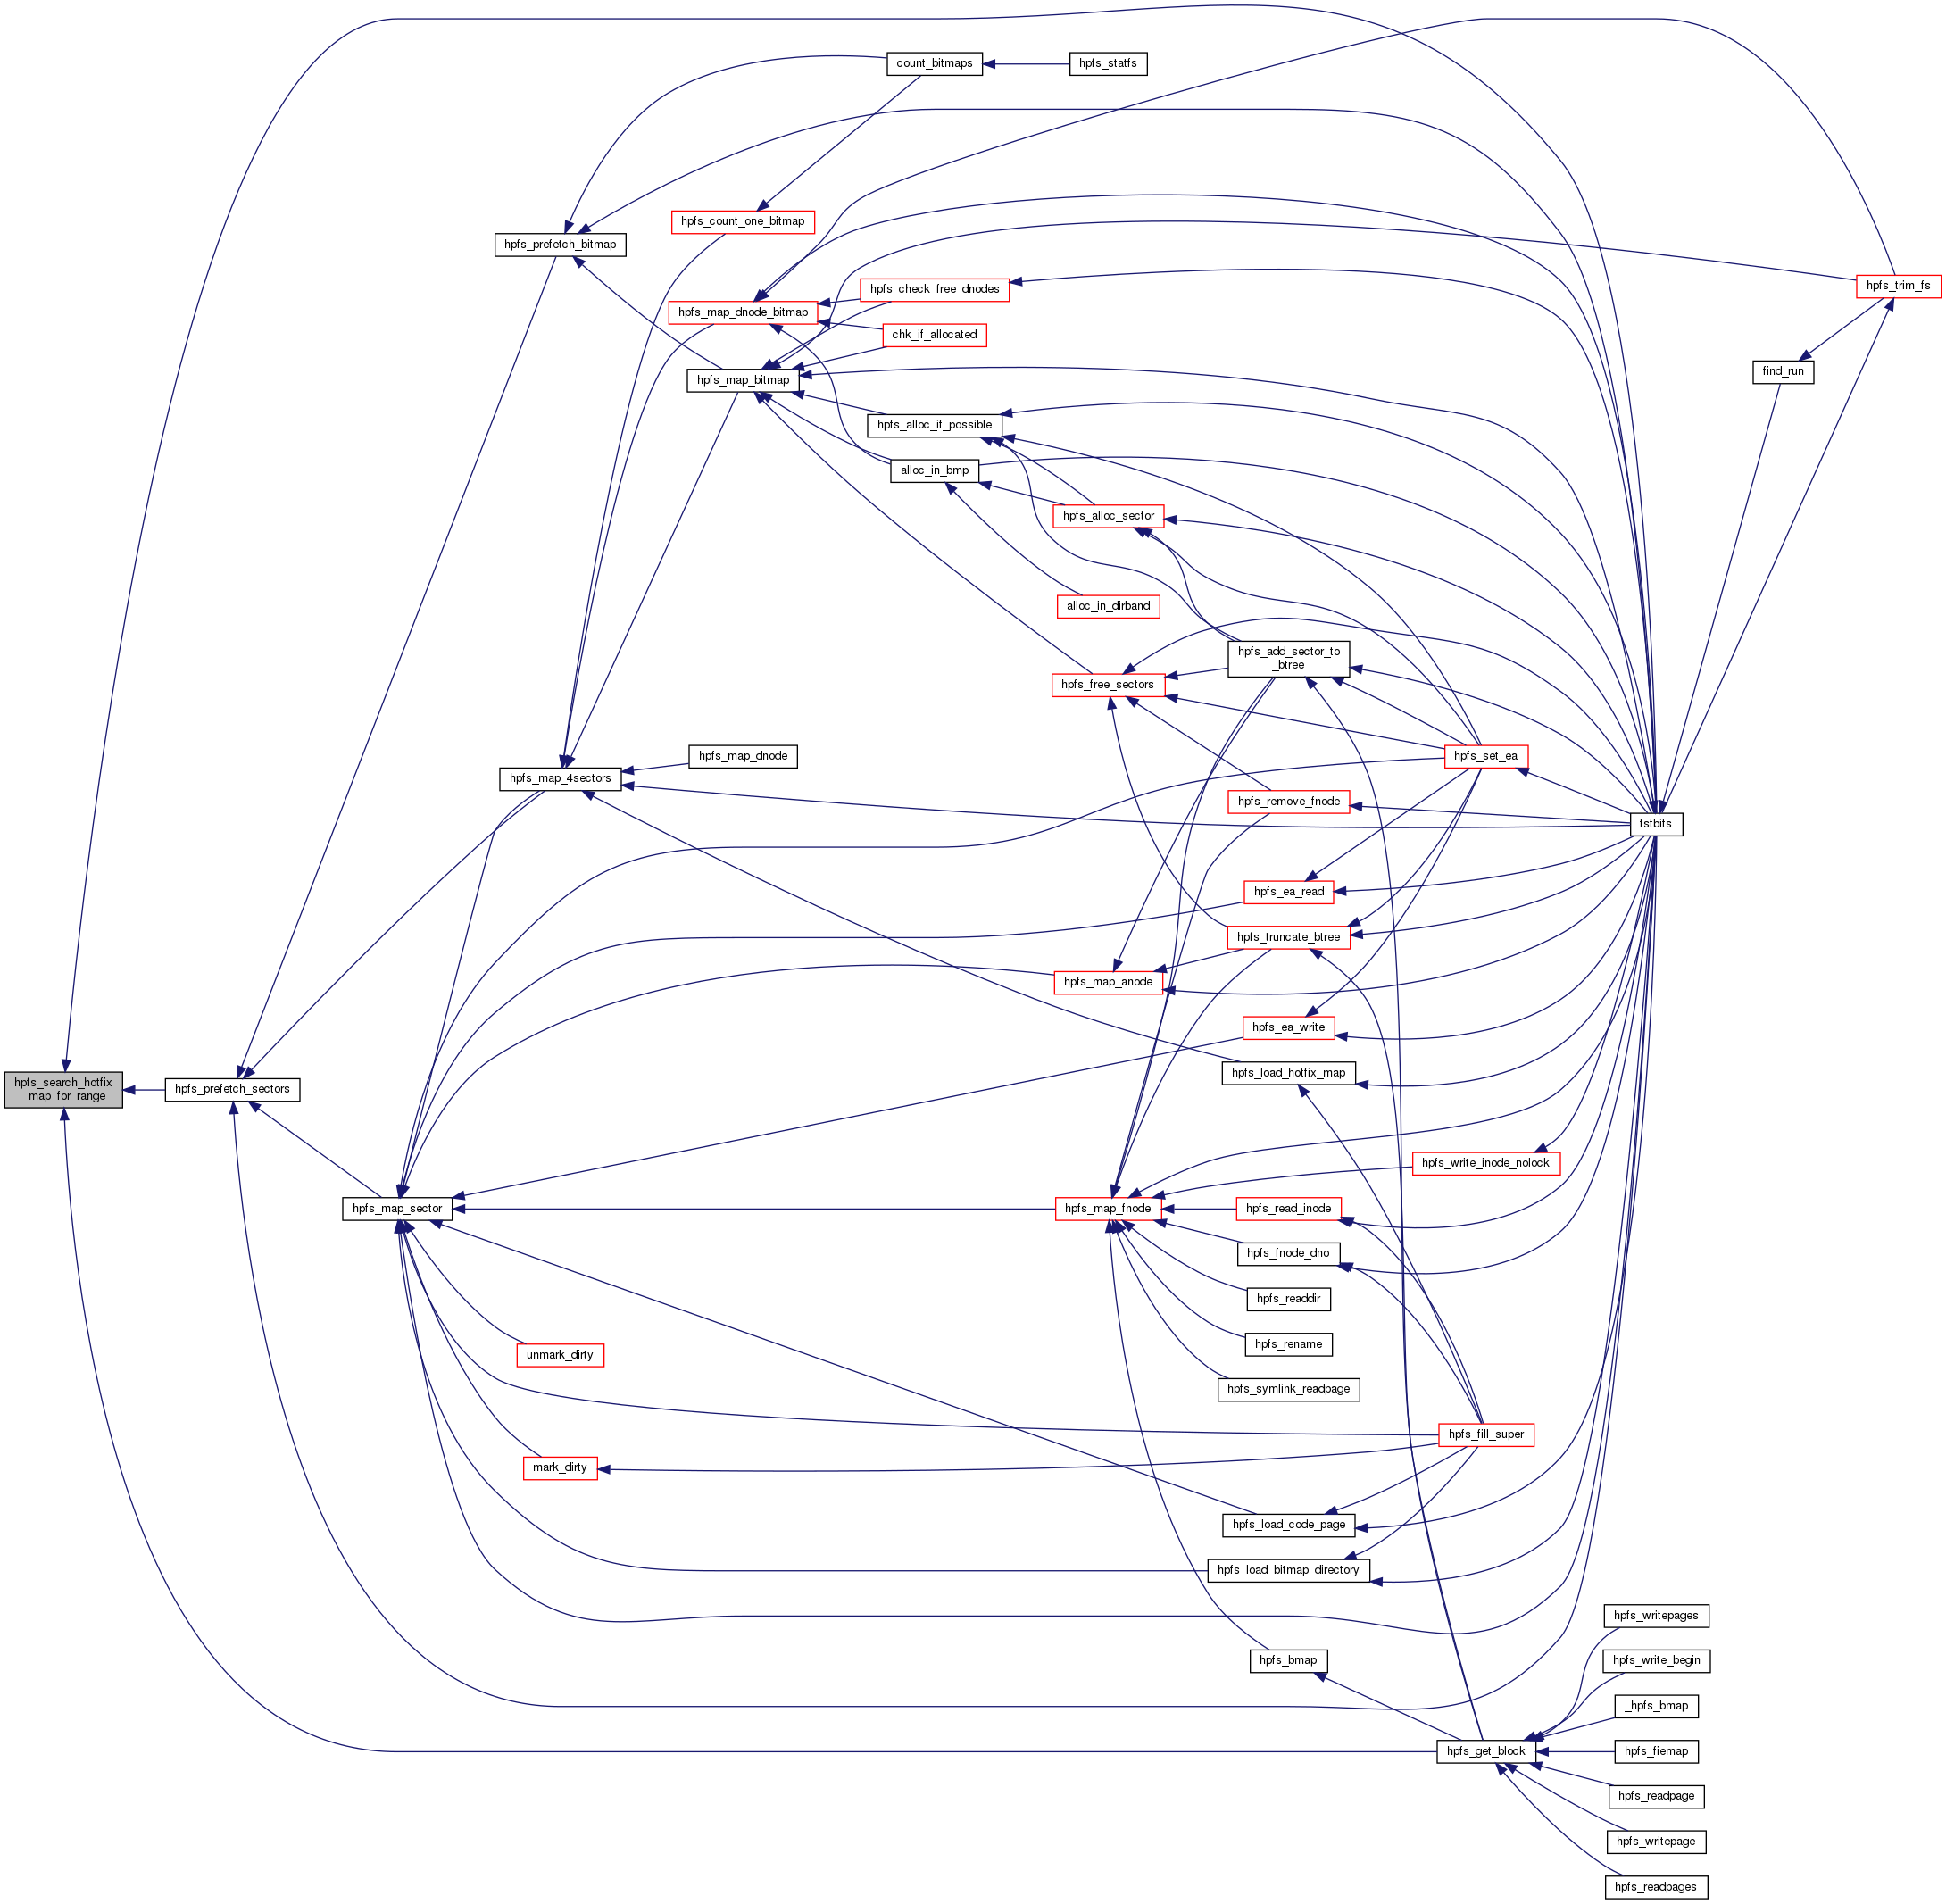 count_bitmaps
hpfs_statfs
hpfs_count_one_bitmap
hpfs_prefetch_bitmap
hpfs_check_free_dnodes
hpfs_trim_fs
hpfs_map_dnode_bitmap
chk_if_allocated
find_run
hpfs_map_bitmap
hpfs_alloc_if_possible
alloc_in_bmp
hpfs_alloc_sector
alloc_in_dirband
hpfs_add_sector_to
_btree
hpfs_free_sectors
hpfs_map_dnode
hpfs_set_ea
hpfs_map_4sectors
hpfs_remove_fnode
tstbits
hpfs_ea_read
hpfs_truncate_btree
hpfs_map_anode
hpfs_ea_write
hpfs_load_hotfix_map
hpfs_search_hotfix
_map_for_range
hpfs_prefetch_sectors
hpfs_write_inode_nolock
hpfs_map_sector
hpfs_map_fnode
hpfs_read_inode
hpfs_fnode_dno
hpfs_readdir
hpfs_rename
unmark_dirty
hpfs_symlink_readpage
hpfs_fill_super
mark_dirty
hpfs_load_code_page
hpfs_load_bitmap_directory
hpfs_writepages
hpfs_bmap
hpfs_write_begin
_hpfs_bmap
hpfs_get_block
hpfs_fiemap
hpfs_readpage
hpfs_writepage
hpfs_readpages